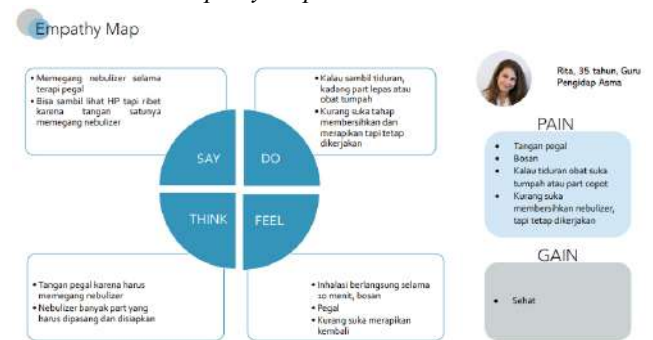 Empathy Map
• Memegang nebulizer selama
terapi pegal
• Bisa sambil lihat HP tapi ribet
karena tangan satunya
memegang nebulizer
• Kalau sambil tiduran,
kadang part lepas atau
obat tumpah
• Kurang suka tahap
membersihkan dan
merapikan tapi tetap
dikerjakan
SAY
DO
THINK
FEEL
• Tangan pegal karena harus
memegang nebulizer
• Nebulizer banyak part yang
harus dipasang dan disiapkan
• Inhalasi berlangsung selama
10 menit, bosan
• Pegal
• Kurang suka merapikan
kembali
Rita, 35 tahun, Guru
Pengidap Asma
PAIN
• Tangan pegal
• Bosan
• Kalau tiduran obat suka
tumpah atau part copot
• Kurang suka
membersihkan nebulizer,
tapi tetap dikerjakan
GAIN
• Sehat